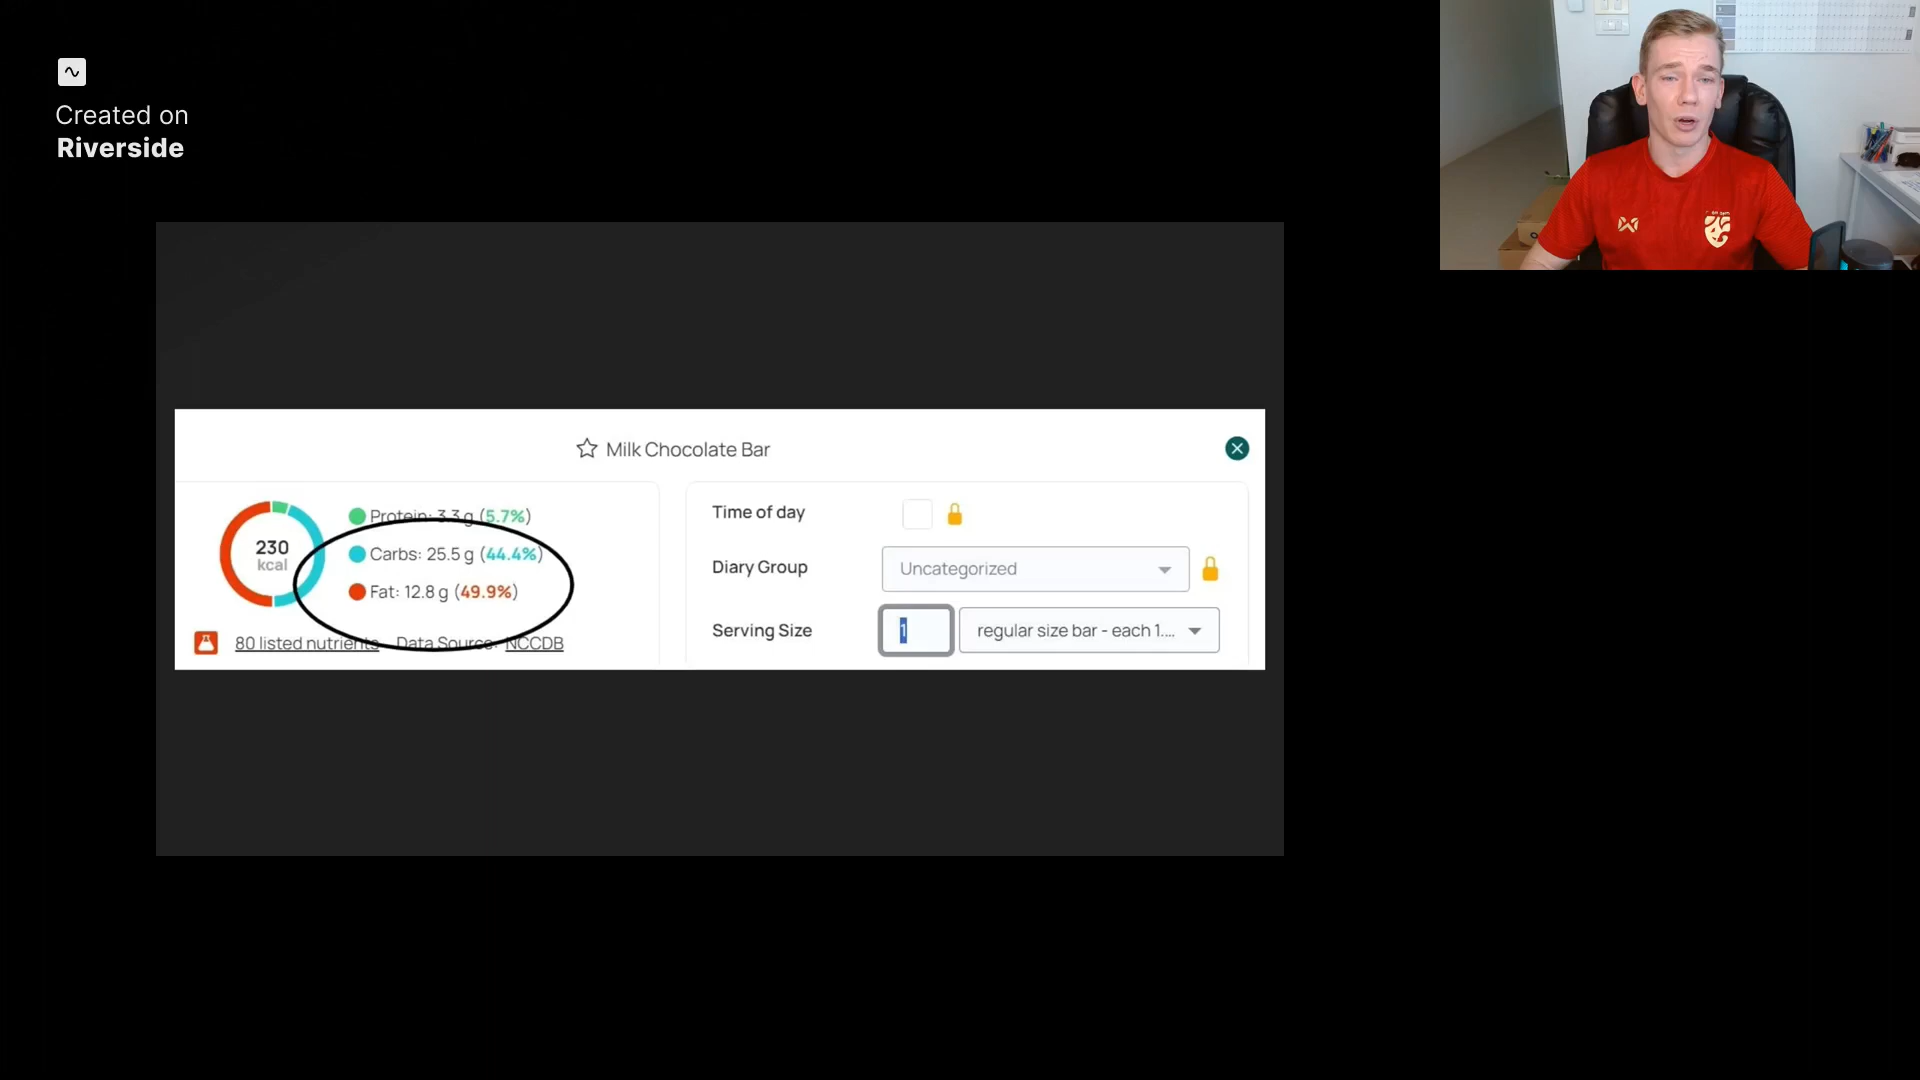 Created on
Riverside
Milk Chocolate Bar
230
kcal
Protein: 3.3 g (5.7%)
Carbs: 25.5 g (44.4%)
Fat: 12.8 g (49.9%)
80 listed nutrients Data Source: NCCDB
Time of day
Diary Group
Uncategorized
Serving Size
1
regular size bar - each 1....